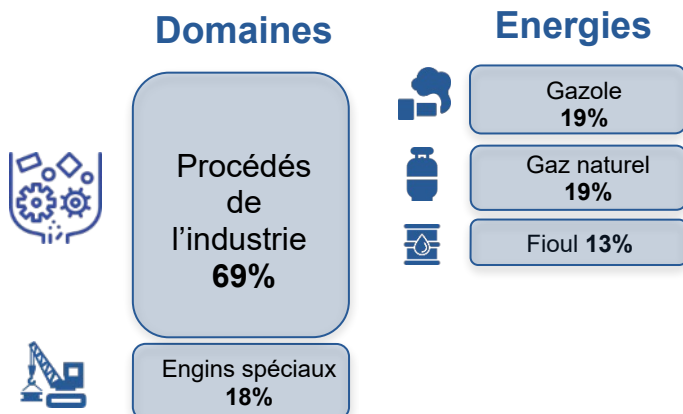 Domaines
Procédés
de
l’industrie
69%
Engins spéciaux
18%
Energies
Gazole
19%
Gaz naturel
19%
Fioul 13%